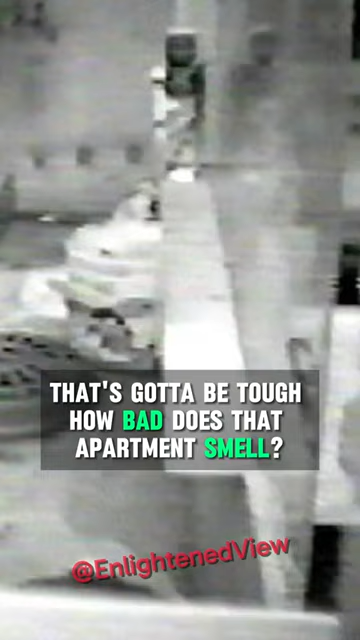 THAT'S GOTTA BE TOUGH
HOW BAD DOES THAT
APARTMENT SMELL?
@EnlightenedView